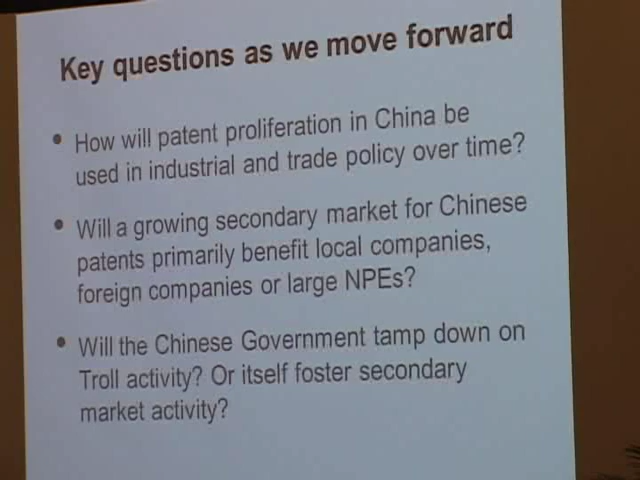 Key questions as we move forward
• How will patent proliferation in China be
used in industrial and trade policy over time?
• Will a growing secondary market for Chinese
patents primarily benefit local companies,
foreign companies or large NPEs?
• Will the Chinese Government tamp down on
Troll activity? Or itself foster secondary
market activity?